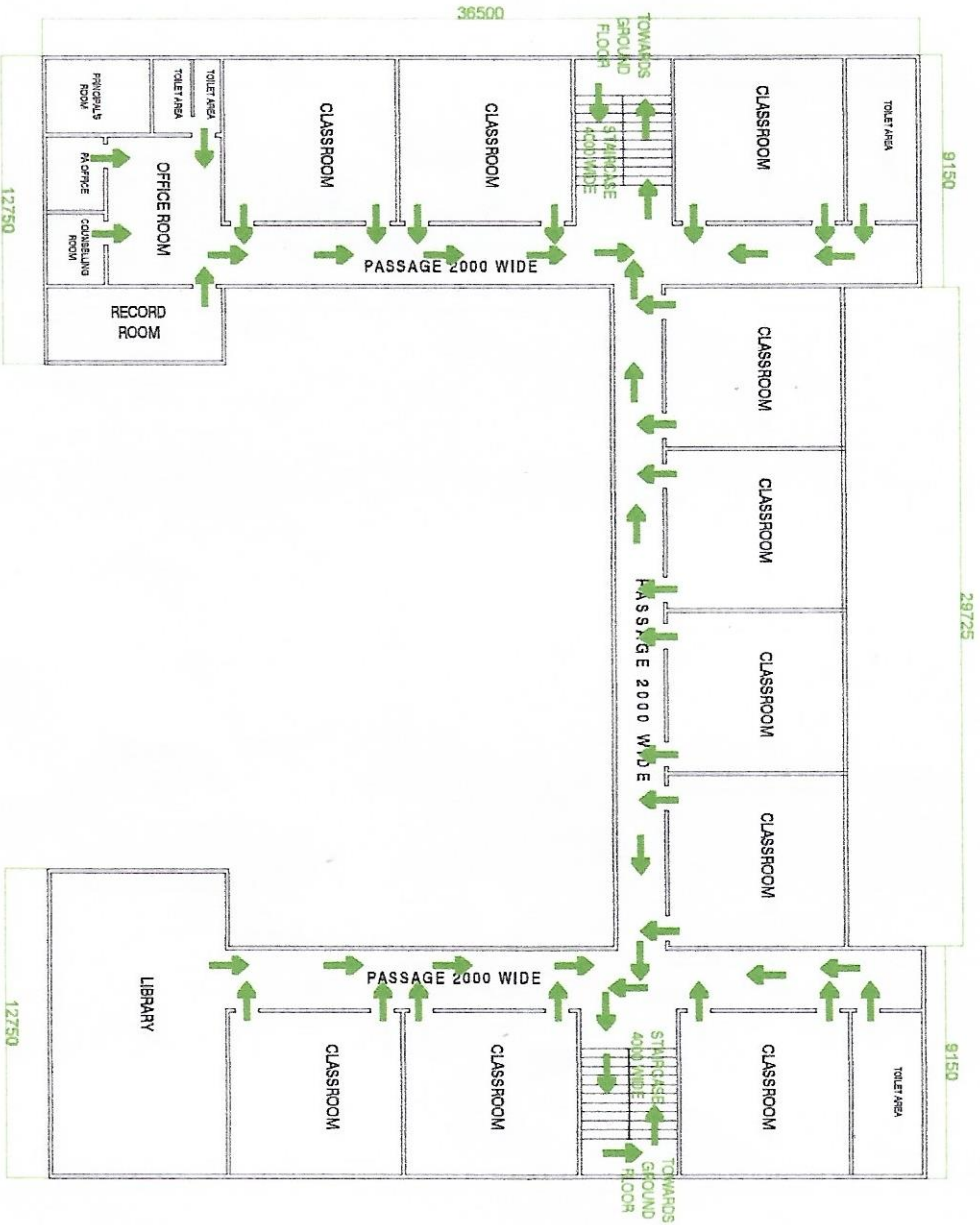 36500
TOWARDS
GROUND
FLOOR
9150
PRINCIPAL'S
ROOM
TOILET AREA
TOILET AREA
CLASSROOM
CLASSROOM
STAIRCASE
4000 WIDE
CLASSROOM
TOILET AREA
12750
PA OFFICE
OFFICE ROOM
COUNSELLING
ROOM
PASSAGE 2000 WIDE
RECORD
ROOM
CLASSROOM
CLASSROOM
29725
PASSAGE 2000 WIDE
CLASSROOM
CLASSROOM
PASSAGE 2000 WIDE
LIBRARY
12750
CLASSROOM
CLASSROOM
STAIRCASE
4000 WIDE
CLASSROOM
TOILET AREA
9150
TOWARDS
GROUND
FLOOR